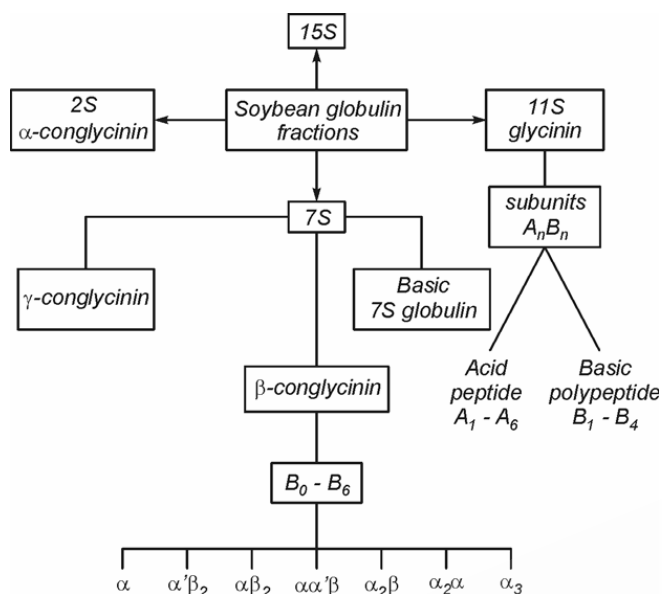 15S
2S
α-conglycinin
Soybean globulin
fractions
11S
glycinin
7S
subunits
AₙBₙ
γ-conglycinin
Basic
7S globulin
Acid
peptide
A₁ - A₆
Basic
polypeptide
B₁ - B₄
β-conglycinin
B₀ - B₆
α α'β₂ αβ₂ αα'β α₂β α₂α α₃